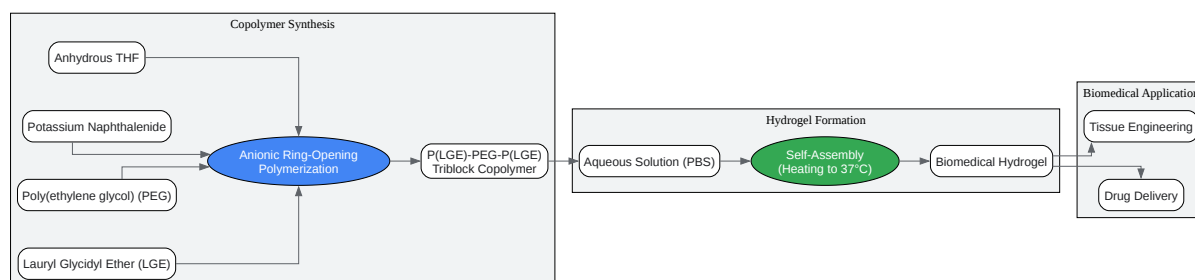 Copolymer Synthesis
Anhydrous THF
Potassium Naphthalenide
Poly(ethylene glycol) (PEG)
Lauryl Glycidyl Ether (LGE)
Anionic Ring-Opening
Polymerization
P(LGE)-PEG-P(LGE)
Triblock Copolymer
Hydrogel Formation
Aqueous Solution (PBS)
Self-Assembly
(Heating to 37°C)
Biomedical Hydrogel
Biomedical Application
Tissue Engineering
Drug Delivery